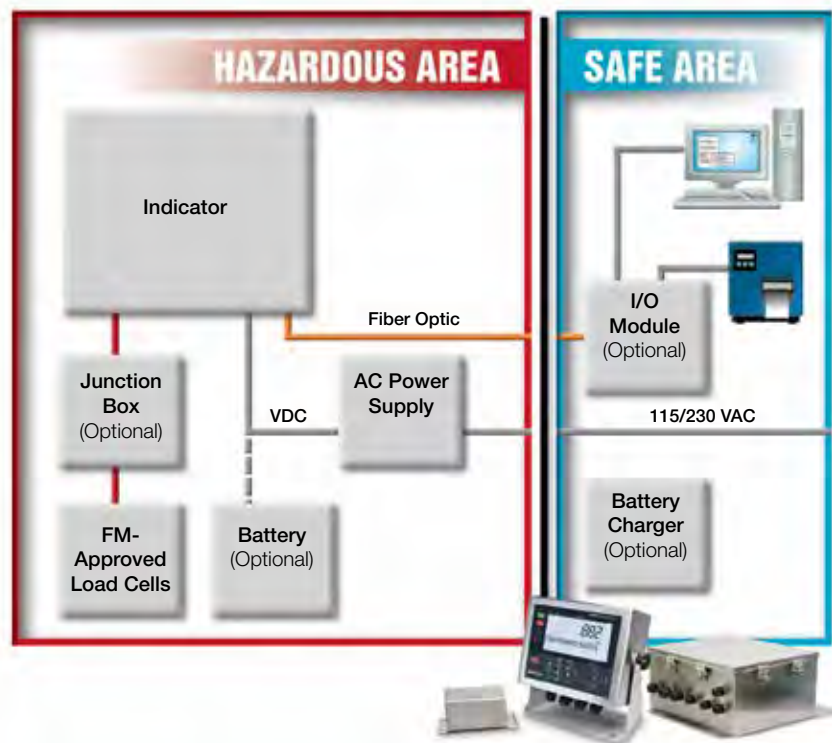 HAZARDOUS AREA
SAFE AREA
Indicator
Fiber Optic
I/O
Module
(Optional)
Junction
Box
(Optional)
AC Power
Supply
VDC
115/230 VAC
FM-
Approved
Load Cells
Battery
(Optional)
Battery
Charger
(Optional)